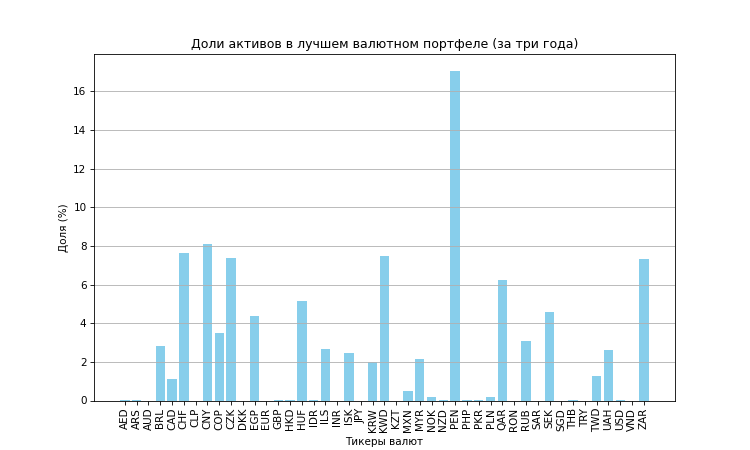 Доли активов в лучшем валютном портфеле (за три года)
Доля (%)
16
14
12
10
8
6
4
2
0
AED ARS AUD BRL CAD CHF CLP CNY COP CZK DKK EGP EUR GBP HKD HUF IDR ILS INR ISK JPY KRW KWD KZT MXN MYR NOK NZD PEN PHP PKR PLN QAR RON RUB SAR SEK SGD THB TRY TWD UAH USD VND ZAR
Тикеры валют